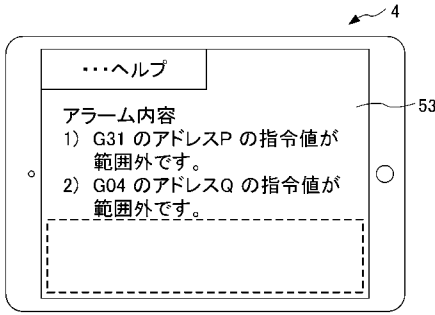 4
・・・ヘルプ
53
アラーム内容
1) G31 のアドレスP の指令値が
範囲外です。
2) G04 のアドレスQ の指令値が
範囲外です。